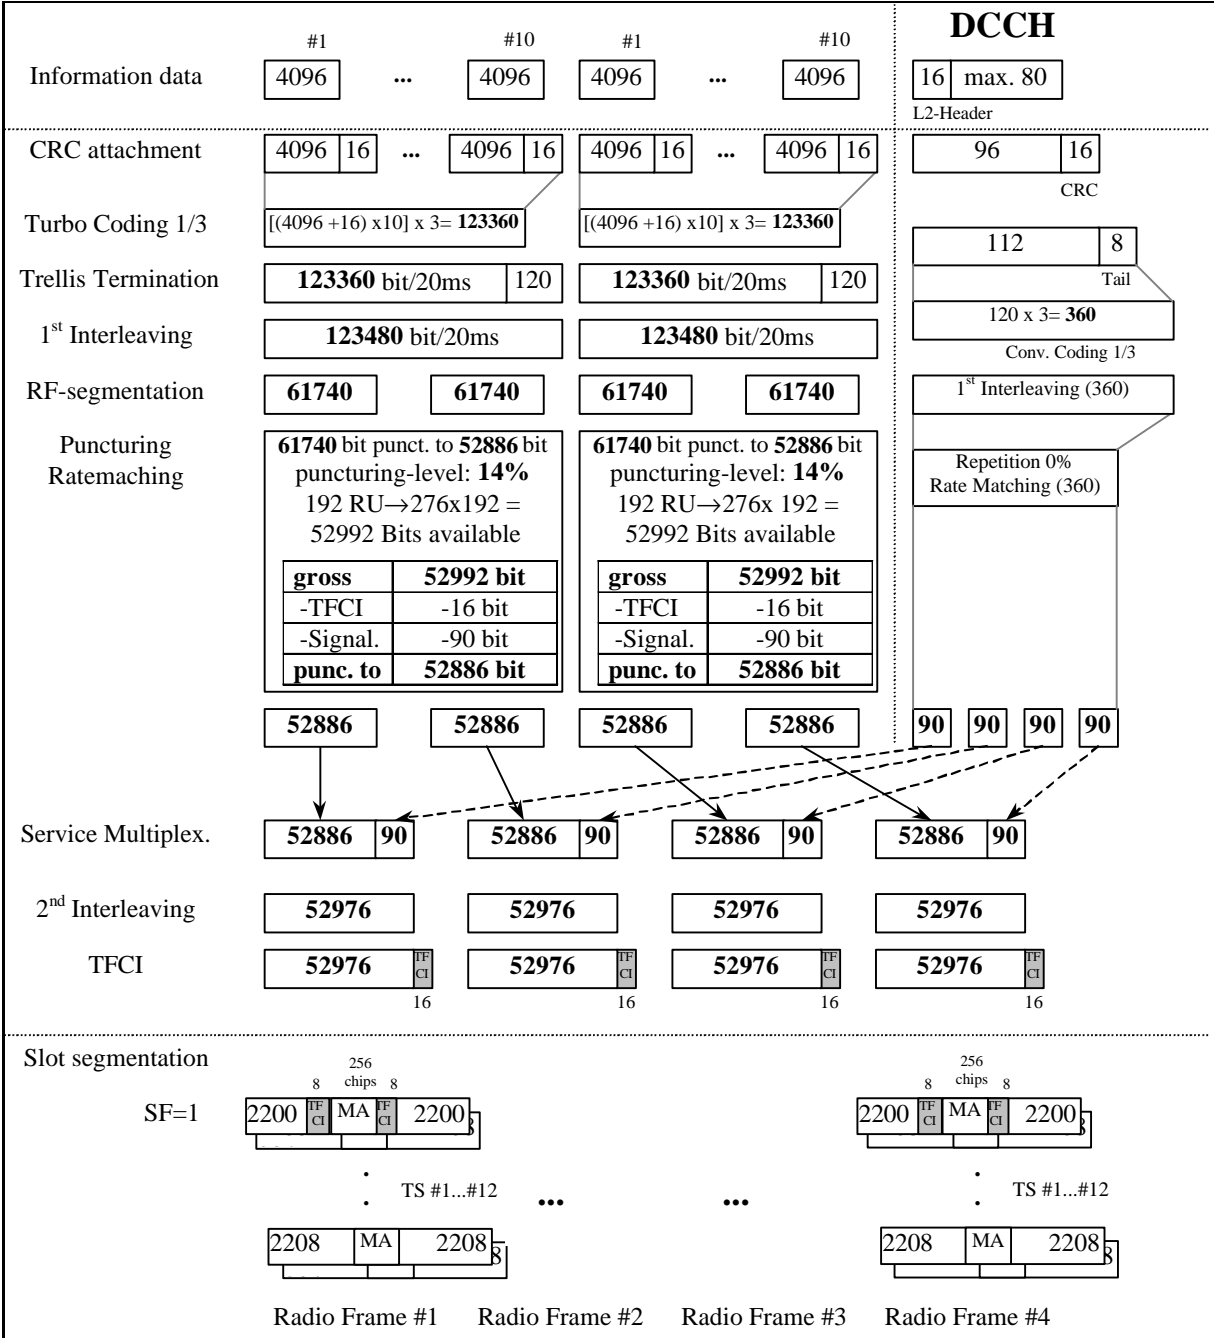 DCCH
#1 #10 #1 #10
Information data 4096 ... 4096 4096 ... 4096 16 max. 80
L2-Header
CRC attachment 4096 16 ... 4096 16 4096 16 ... 4096 16 96 16
CRC
Turbo Coding 1/3 [(4096 +16) x10] x 3= 123360 [(4096 +16) x10] x 3= 123360
112 8
Trellis Termination 123360 bit/20ms 120 123360 bit/20ms 120 Tail
120 x 3= 360
1st Interleaving 123480 bit/20ms 123480 bit/20ms
Conv. Coding 1/3
RF-segmentation 61740 61740 61740 61740 1st Interleaving (360)
Puncturing 61740 bit punct. to 52886 bit 61740 bit punct. to 52886 bit
Ratemaching puncturing-level: 14% puncturing-level: 14% Repetition 0%
Rate Matching (360)
192 RU→276x192 = 192 RU→276x 192 =
52992 Bits available 52992 Bits available
gross 52992 bit gross 52992 bit
-TFCI -16 bit -TFCI -16 bit
-Signal. -90 bit -Signal. -90 bit
punc. to 52886 bit punc. to 52886 bit
52886 52886 52886 52886 90 90 90 90
Service Multiplex. 52886 90 52886 90 52886 90 52886 90
2nd Interleaving 52976 52976 52976 52976
TFCI 52976 TF CI 52976 TF CI 52976 TF CI 52976 TF CI
16 16 16 16
Slot segmentation
256 256
8 chips 8 8 chips 8
SF=1 2200 TF CI MA TF CI 2200 2200 TF CI MA TF CI 2200
8 8
. .
. TS #1...#12 ... ... . TS #1...#12
2208 MA 2208 2208 MA 2208
8 8
Radio Frame #1 Radio Frame #2 Radio Frame #3 Radio Frame #4